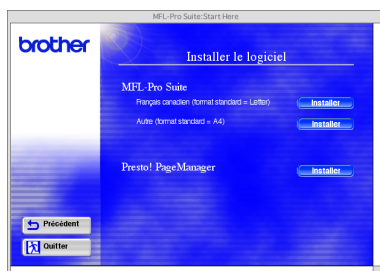 MFL-Pro Suite:Start Here
brother
Installer le logiciel
MFL-Pro Suite
Français canadien (format standard = Letter)
Installer
Autre (format standard = A4)
Installer
Presto! PageManager
Installer
Précédent
Quitter